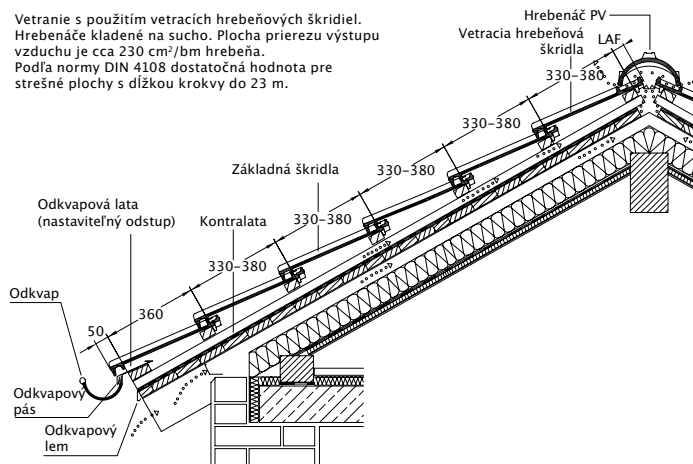 Vetranie s použitím vetracích hrebeňových škridiel.
Hrebenáče kladené na sucho. Plocha prierezu výstupu
vzduchu je cca 230 cm²/bm hrebeňa.
Podľa normy DIN 4108 dostatočná hodnota pre
strešné plochy s dĺžkou krokvy do 23 m.
Hrebenáč PV
Vetracia hrebeňová
škridla
LAF
330–380
330–380
330–380
Základná škridla
330–380
Odkvapová lata
(nastaviteľný odstup)
Kontralata
330–380
Odkvap
360
50
Odkvapový
pás
Odkvapový
lem